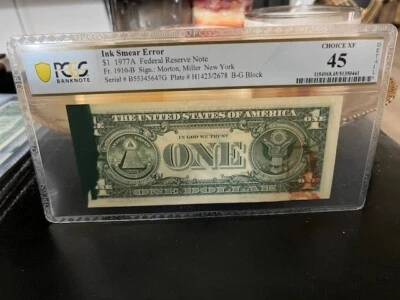 PCGS
BANKNOTE
Ink Smear Error
$1 1977A Federal Reserve Note
Fr. 1910-B Sign.: Morton, Miller New York
Serial # B55345647G Plate # H1423/2678 B-G Block
CHOICE XF
45
THE UNITED STATES OF AMERICA
IN GOD WE TRUST
ONE
ONE DOLLAR